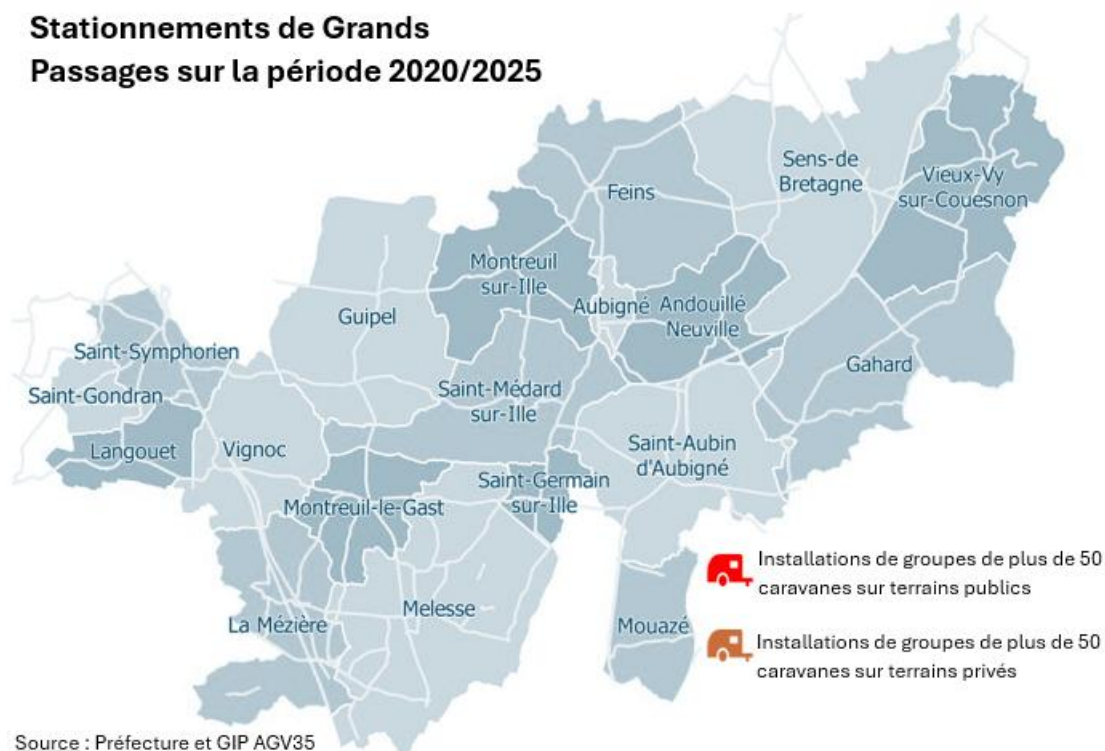 Stationnements de Grands
Passages sur la période 2020/2025
Sens-de
Bretagne
Vieux-Vy
sur-Couesnon
Feins
Montreuil
sur-Ille
Aubigné
Andouillé
Neuville
Guipel
Saint-Symphorien
Gahard
Saint-Gondran
Saint-Médard
sur-Ille
Langouet
Vignoc
Saint-Aubin
d'Aubigné
Saint-Germain
sur-Ille
Montreuil-le-Gast
Installations de groupes de plus de 50
caravanes sur terrains publics
Melesse
La Mézière
Mouazé
Installations de groupes de plus de 50
caravanes sur terrains privés
Source : Préfecture et GIP AGV35